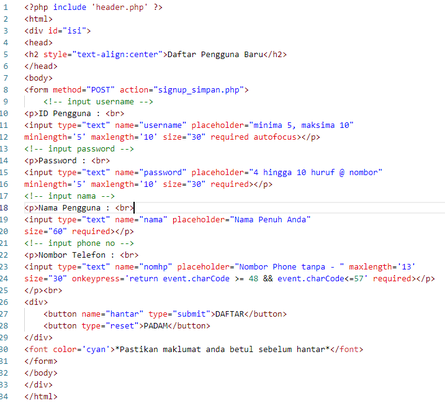 1 <?php include 'header.php' ?>
2 <html>
3 <div id="isi">
4 <head>
5 <h2 style="text-align:center">Daftar Pengguna Baru</h2>
6 </head>
7 <body>
8 <form method="POST" action="signup_simpan.php">
9 <!-- input username -->
10 <p>ID Pengguna : <br>
11 <input type="text" name="username" placeholder="minima 5, maksima 10"
12 minlength='5' maxlength='10' size="30" required autofocus></p>
13 <!-- input password -->
14 <p>Password : <br>
15 <input type="text" name="password" placeholder="4 hingga 10 huruf @ nombor"
16 minlength='5' maxlength='10' size="30" required></p>
17 <!-- input nama -->
18 <p>Nama Pengguna : <br>
19 <input type="text" name="nama" placeholder="Nama Penuh Anda"
20 size="60" required></p>
21 <!-- input phone no -->
22 <p>Nombor Telefon : <br>
23 <input type="text" name="nomhp" placeholder="Nombor Phone tanpa - " maxlength='13'
24 size="30" onkeypress='return event.charCode >= 48 && event.charCode<=57' required></p>
25 </p><br>
26 <div>
27 <button name="hantar" type="submit">DAFTAR</button>
28 <button type="reset">PADAM</button>
29 </div>
30 <font color='cyan'>*Pastikan maklumat anda betul sebelum hantar*</font>
31 </form>
32 </body>
33 </div>
34 </html>